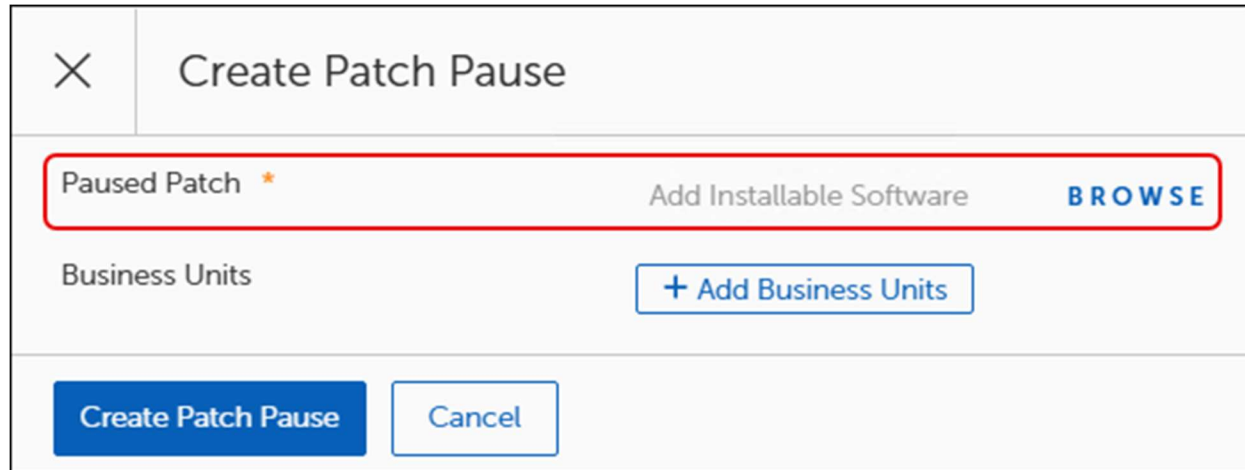 Create Patch Pause
Paused Patch *
Add Installable Software BROWSE
Business Units
+ Add Business Units
Create Patch Pause Cancel